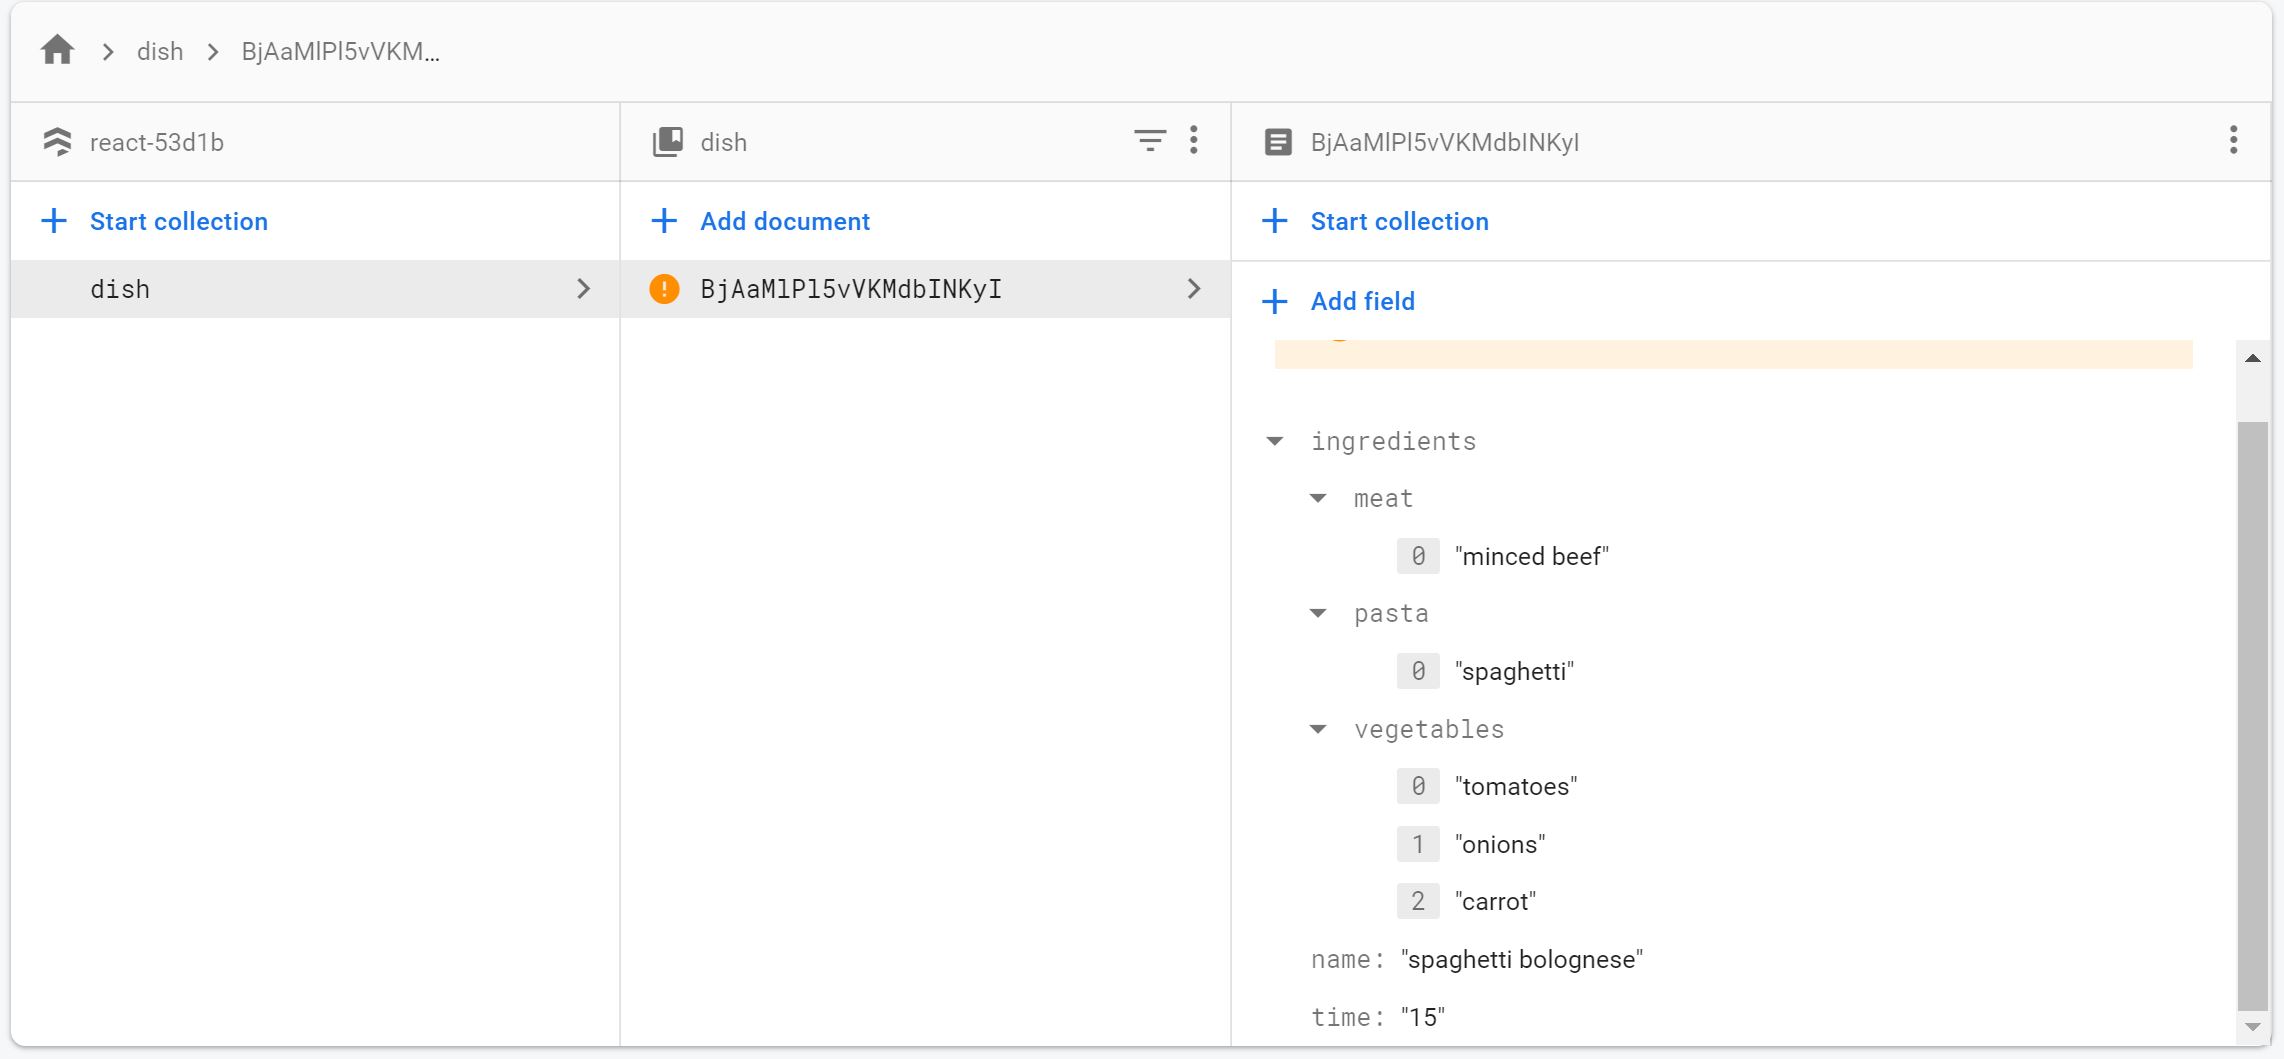 dish
BjAaMlPl5vVKM...
react-53d1b
Start collection
dish
dish
Add document
BjAaMlPl5vVKMdbINKyI
BjAaMlPl5vVKMdbINKyI
Start collection
Add field
ingredients
meat
0 "minced beef"
pasta
0 "spaghetti"
vegetables
0 "tomatoes"
1 "onions"
2 "carrot"
name: "spaghetti bolognese"
time: "15"